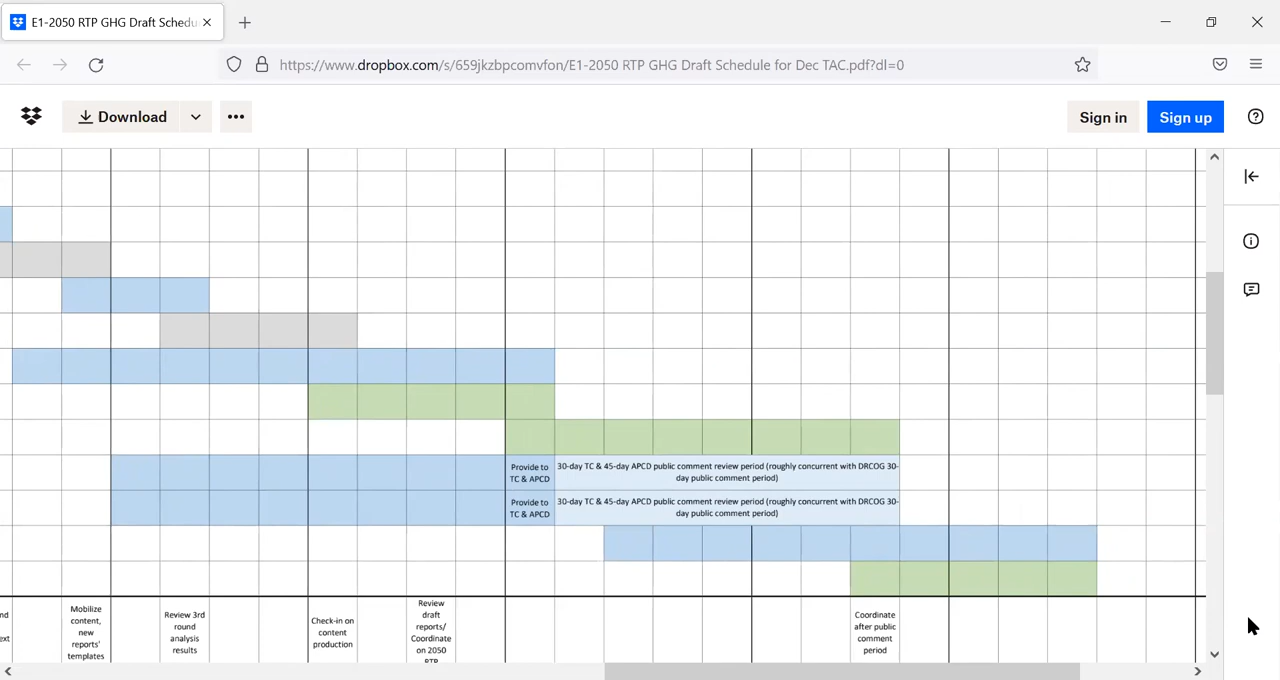 E1-2050 RTP GHG Draft Schedu
https://www.dropbox.com/s/659jkzbpcomvfon/E1-2050 RTP GHG Draft Schedule for Dec TAC.pdf?dl=0
Download
Sign in
Sign up
Provide to
TC & APCD
30-day TC & 45-day APCD public comment review period (roughly concurrent with DRCOG 30-
day public comment period)
Provide to
TC & APCD
30-day TC & 45-day APCD public comment review period (roughly concurrent with DRCOG 30-
day public comment period)
Mobilize
content,
new
reports'
templates
Review 3rd
round
analysis
results
Check-in on
content
production
Review
draft
reports/
Coordinate
on 2050
RTP
Coordinate
after public
comment
period